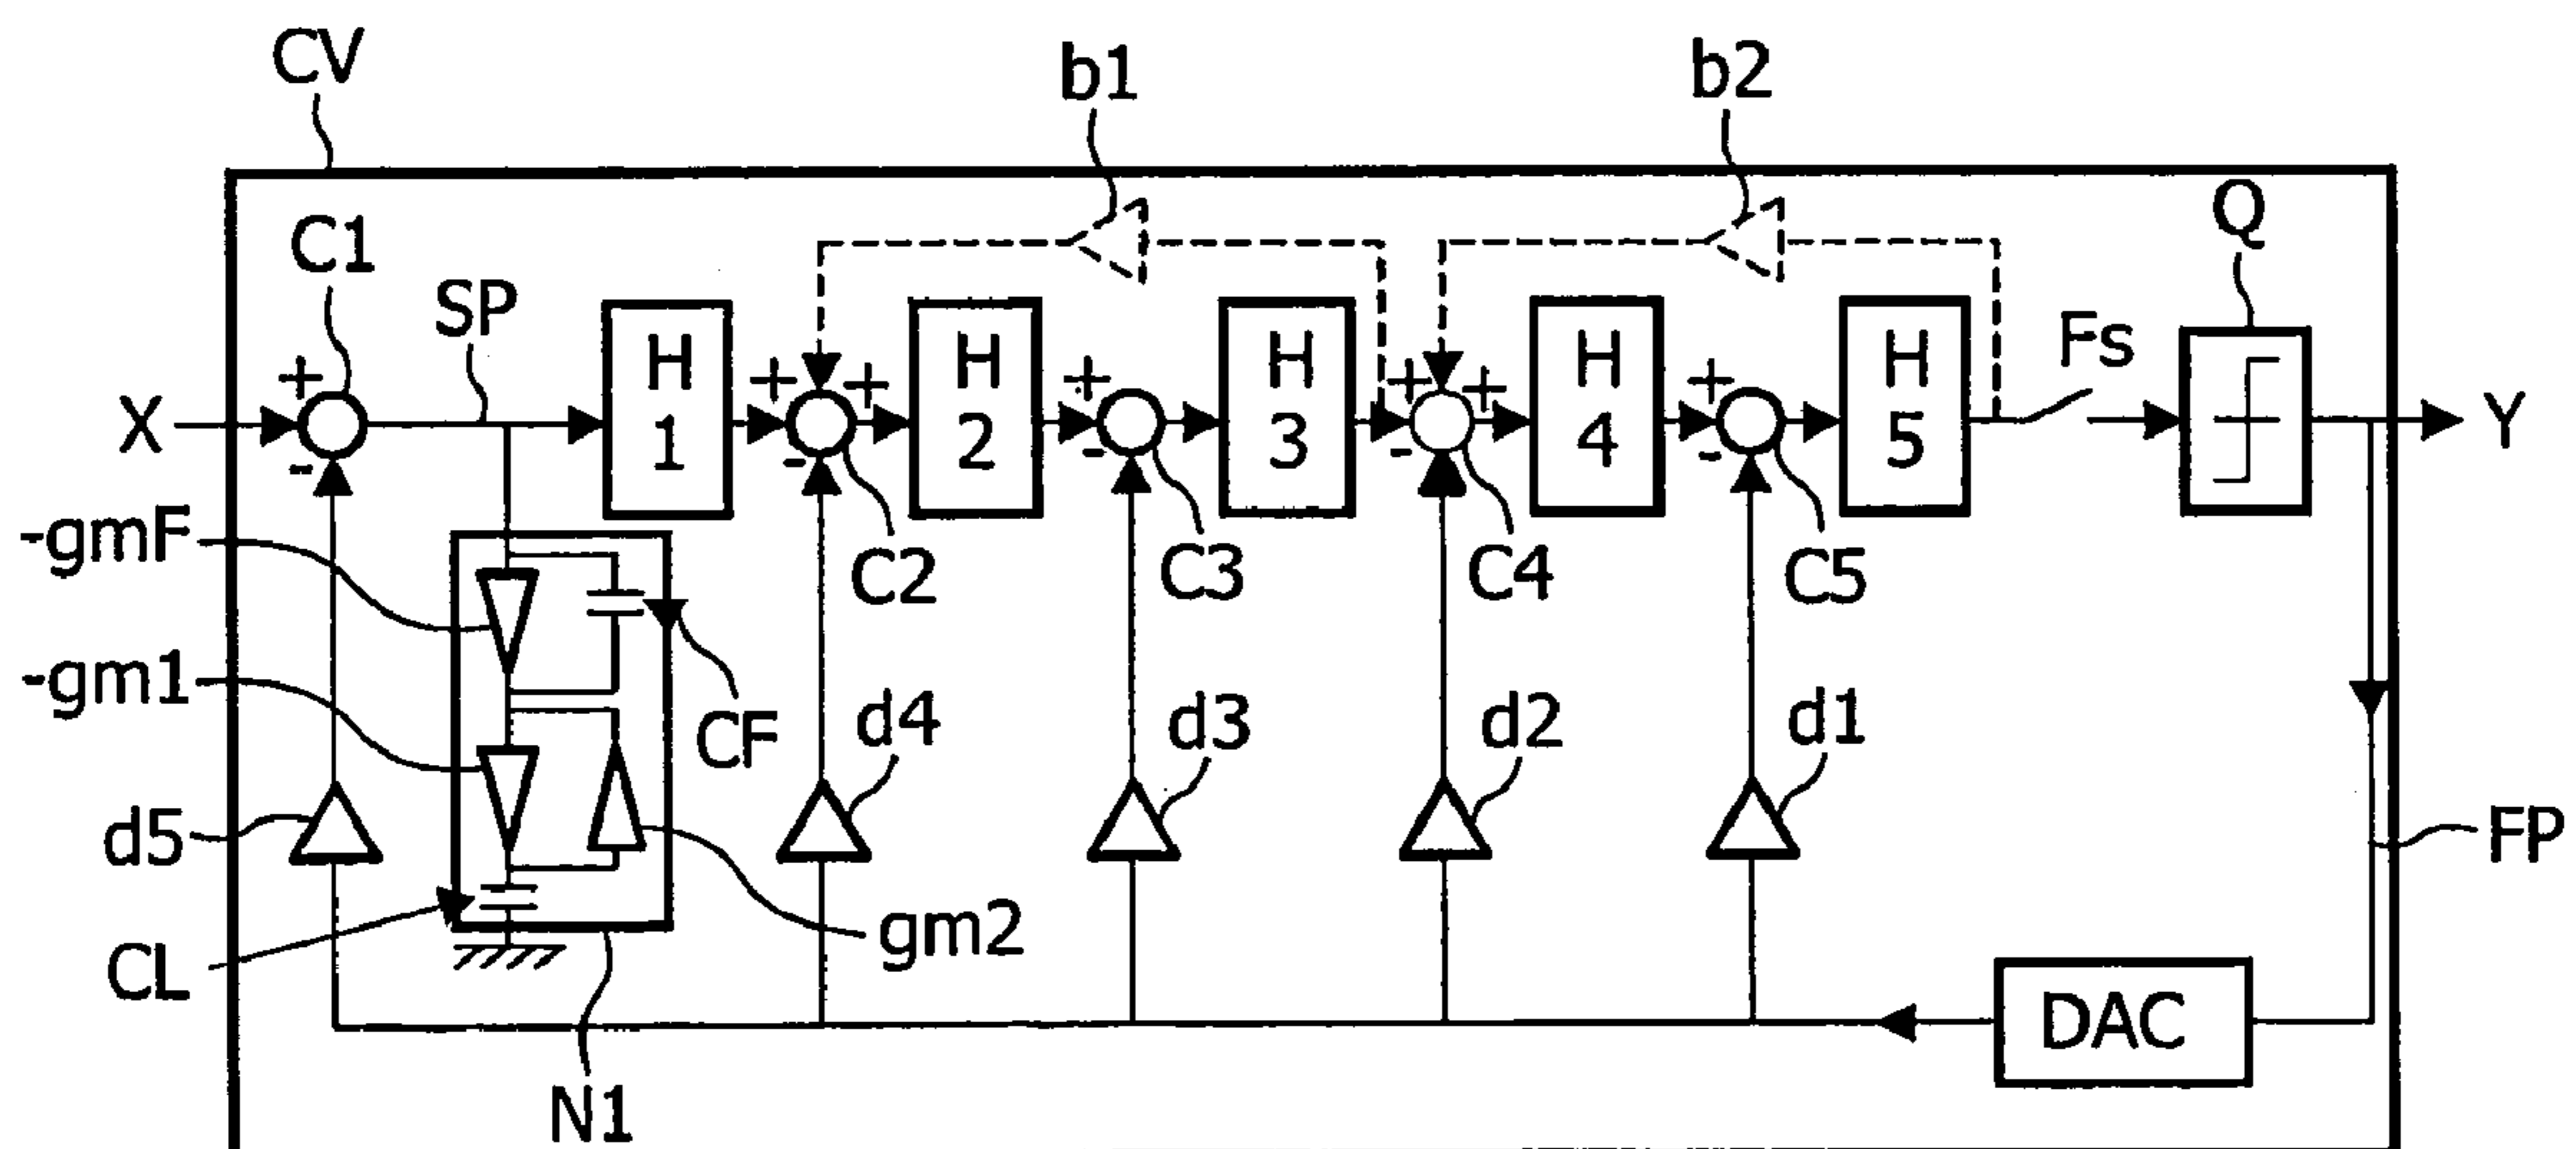 CV
b1
b2
C1
SP
Q
H
1
H
2
H
3
H
4
H
5
Fs
X
+
-
+
+
-
+
-
+
+
-
+
-
Y
-gmF
C2
C3
C4
C5
-gm1
CF
d5
d4
d3
d2
d1
FP
CL
gm2
N1
DAC